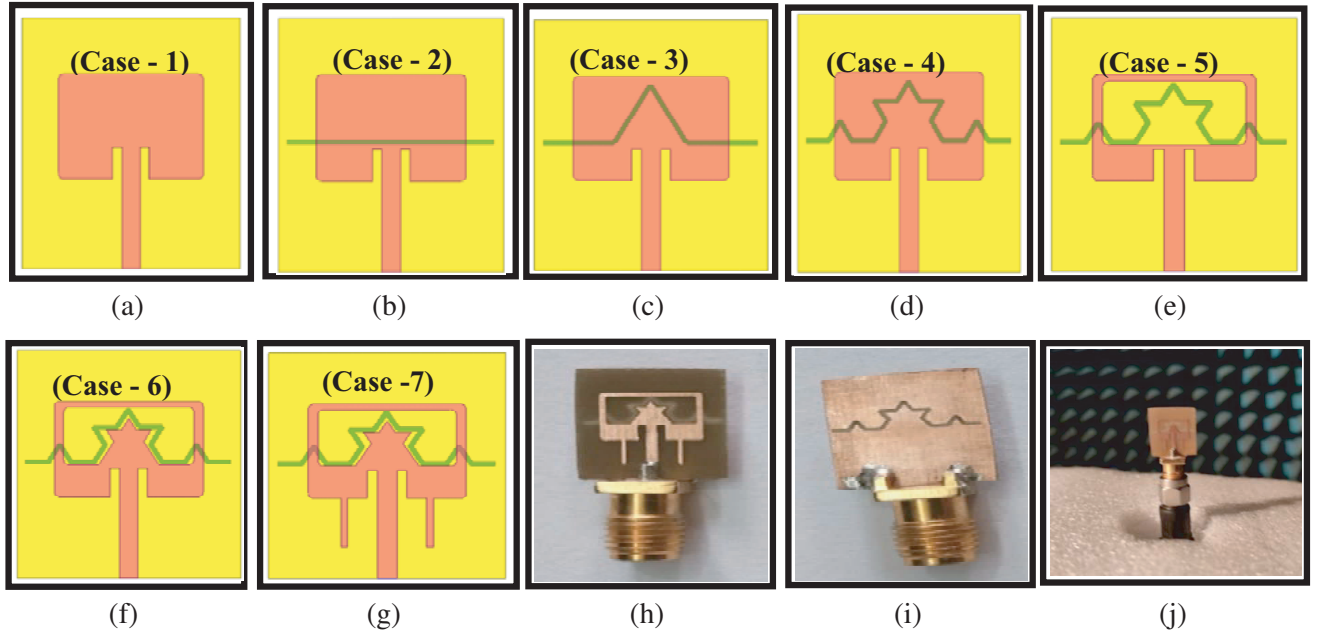 (Case - 1)
(Case - 2)
(Case - 3)
(Case - 4)
(Case - 5)
(a)
(b)
(c)
(d)
(e)
(Case - 6)
(Case -7)
(f)
(g)
(h)
(i)
(j)